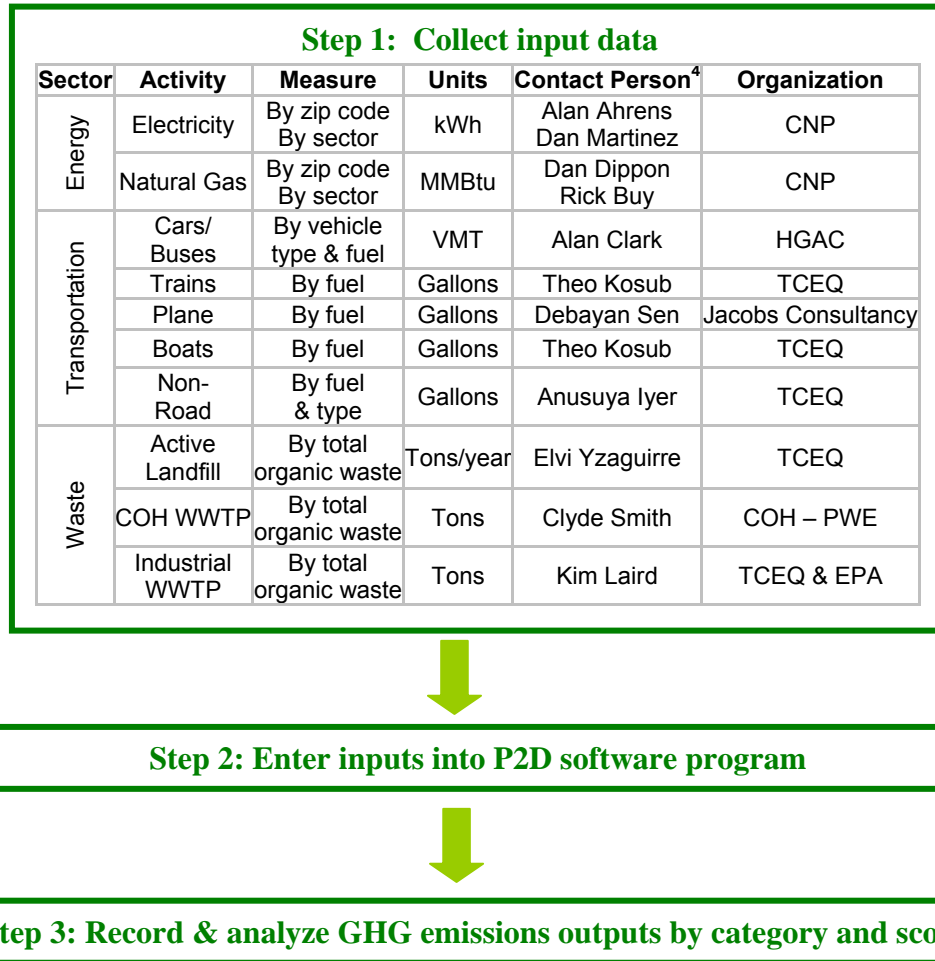 Step 1: Collect input data
Sector Activity Measure Units Contact Person4 Organization
Energy
Electricity
By zip code
By sector
kWh
Alan Ahrens
Dan Martinez
CNP
Natural Gas
By zip code
By sector
MMBtu
Dan Dippon
Rick Buy
CNP
Transportation
Cars/
Buses
By vehicle
type & fuel
VMT
Alan Clark
HGAC
Trains By fuel Gallons Theo Kosub TCEQ
Plane By fuel Gallons Debayan Sen Jacobs Consultancy
Boats By fuel Gallons Theo Kosub TCEQ
Non-
Road
By fuel
& type
Gallons
Anusuya Iyer
TCEQ
Waste
Active
Landfill
By total
organic waste
Tons/year
Elvi Yzaguirre
TCEQ
COH WWTP
By total
organic waste
Tons
Clyde Smith
COH – PWE
Industrial
WWTP
By total
organic waste
Tons
Kim Laird
TCEQ & EPA
Step 2: Enter inputs into P2D software program
tep 3: Record & analyze GHG emissions outputs by category and sco